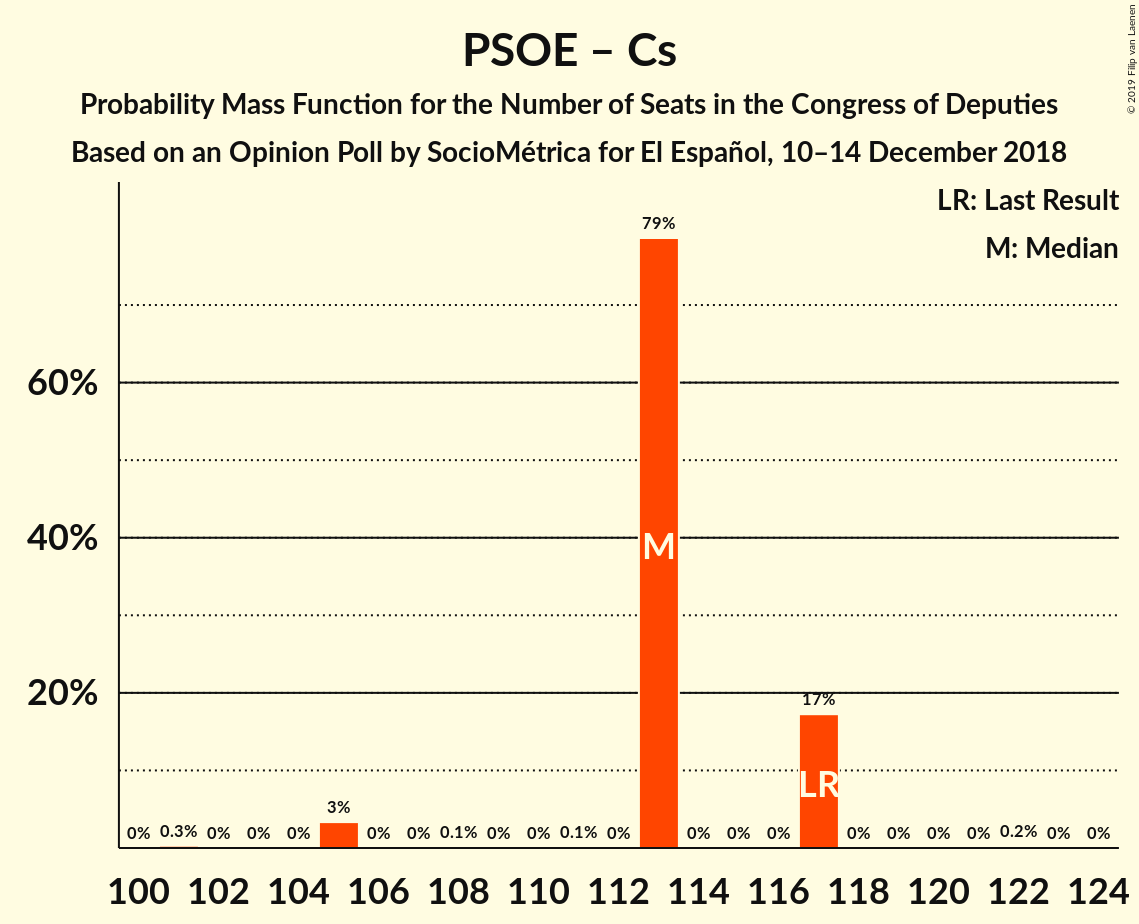 PSOE – Cs
Probability Mass Function for the Number of Seats in the Congress of Deputies
Based on an Opinion Poll by SocioMétrica for El Español, 10–14 December 2018
© 2019 Filip van Laenen
LR: Last Result
M: Median
60%
40%
20%
0% 0.3% 0% 0% 0% 3% 0% 0% 0.1% 0% 0% 0.1% 0% 79% 0% 0% 0% 17% 0% 0% 0% 0% 0.2% 0% 0%
M
LR
100 102 104 106 108 110 112 114 116 118 120 122 124